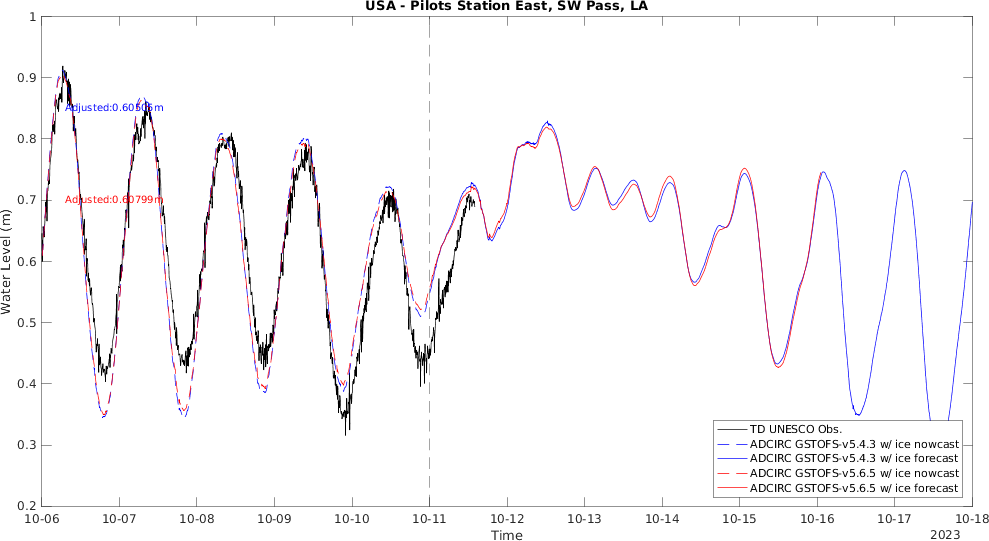 USA - Pilots Station East, SW Pass, LA
1
0.9
0.8
0.7
0.6
0.5
0.4
0.3
0.2
Water Level (m)
Adjusted:0.60505m
Adjusted:0.60799m
TD UNESCO Obs.
ADCIRC GSTOFS-v5.4.3 w/ ice nowcast
ADCIRC GSTOFS-v5.4.3 w/ ice forecast
ADCIRC GSTOFS-v5.6.5 w/ ice nowcast
ADCIRC GSTOFS-v5.6.5 w/ ice forecast
10-06 10-07 10-08 10-09 10-10 10-11 10-12 10-13 10-14 10-15 10-16 10-17 10-18
Time
2023